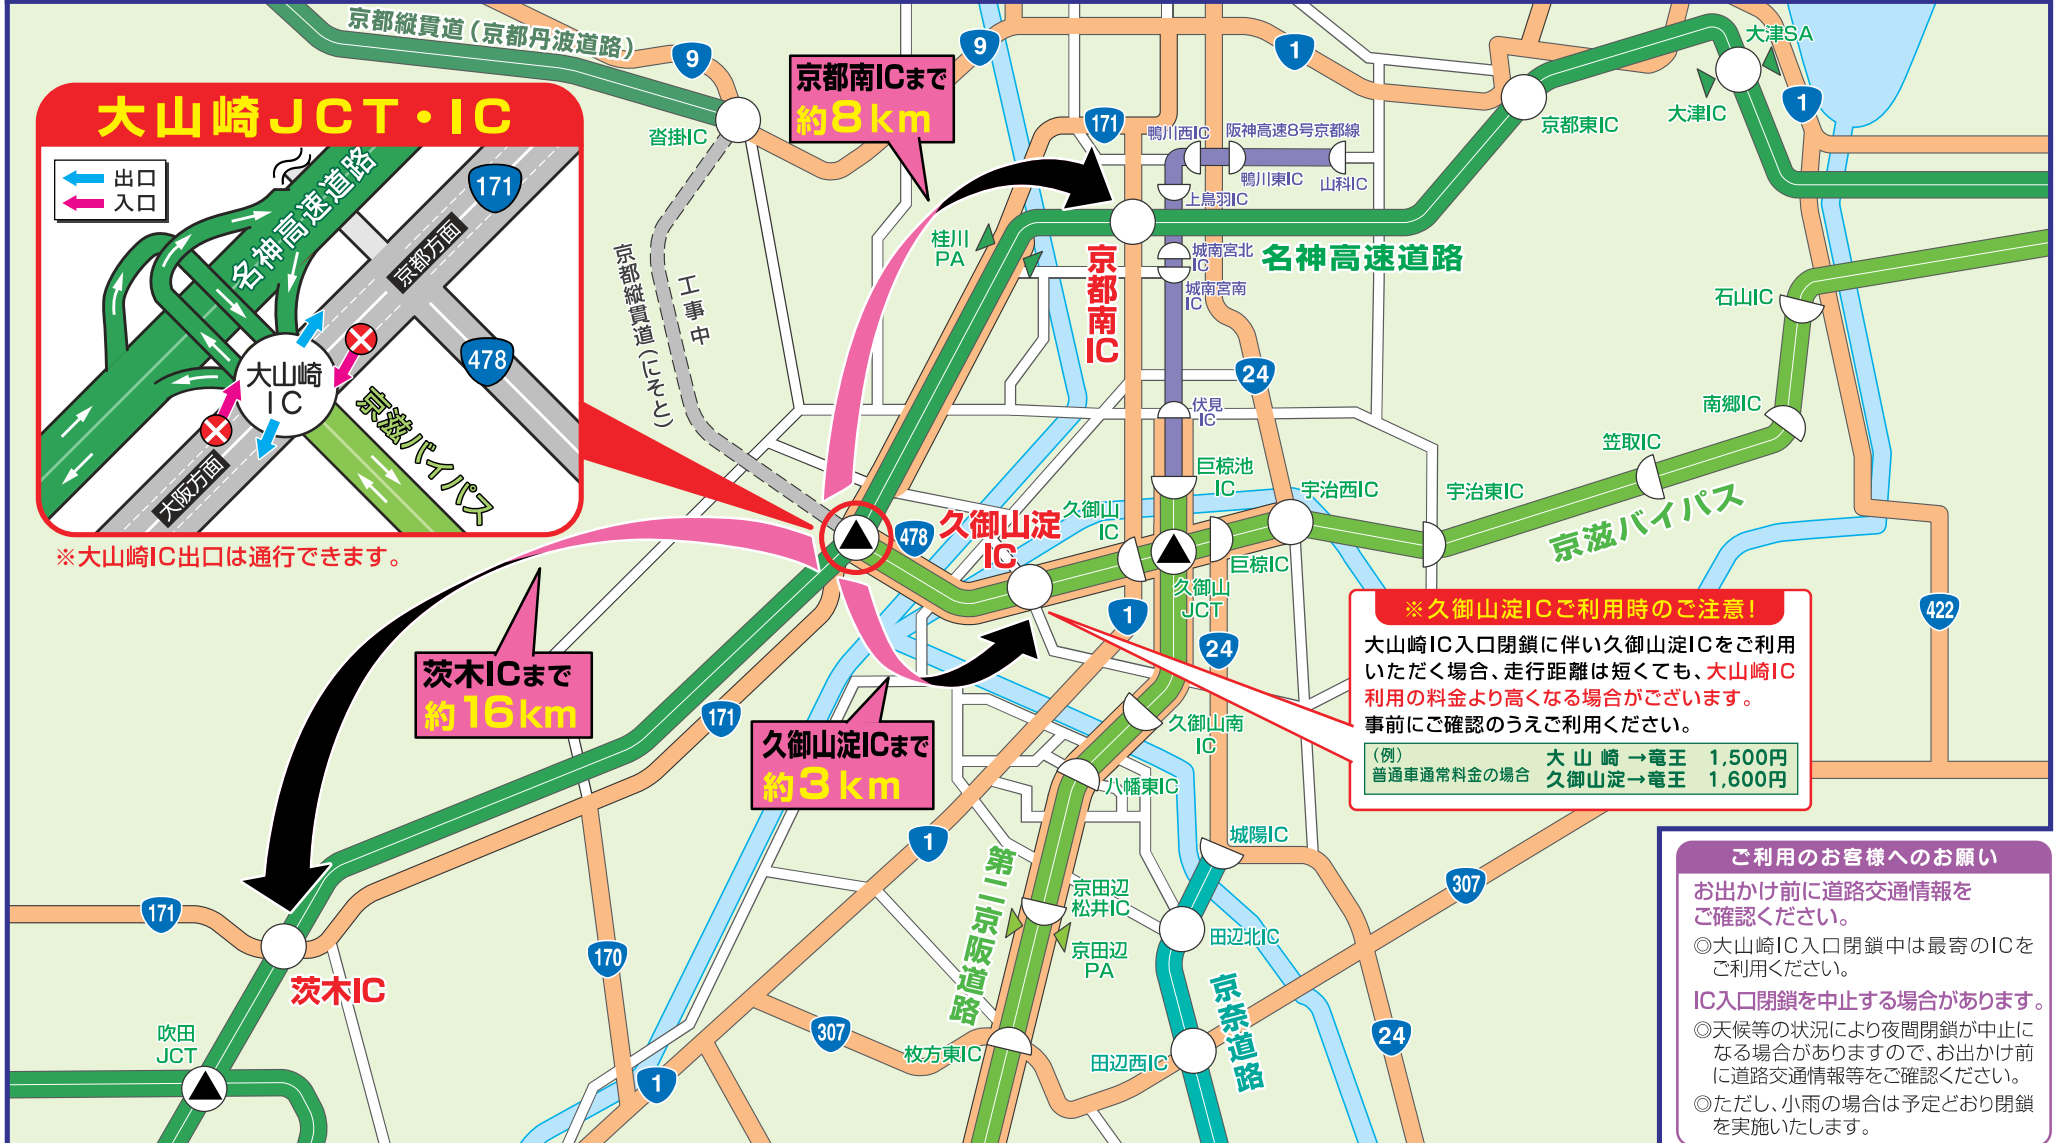 京都縦貫道(京都丹波道路)
9
9
1
大津SA
大津IC
1
京都東IC
沓掛IC
京都南ICまで
約8km
171
鴨川西IC
阪神高速8号京都線
鴨川東IC
山科IC
上鳥羽IC
大山崎JCT・IC
出口
入口
名神高速道路
171
京都方面
478
大山崎
IC
京滋バイパス
大阪方面
※大山崎IC出口は通行できます。
京都縦貫道(にそと)
工事中
桂川
PA
京都南IC
城南宮北
IC
城南宮南
IC
名神高速道路
石山IC
24
南郷IC
笠取IC
伏見
IC
巨椋池
IC
宇治西IC
宇治東IC
京滋バイパス
478
久御山淀
IC
久御山
IC
巨椋IC
久御山
JCT
1
24
422
※久御山淀ICご利用時のご注意!
大山崎IC入口閉鎖に伴い久御山淀ICをご利用
いただく場合、走行距離は短くても、大山崎IC
利用の料金より高くなる場合がございます。
事前にご確認のうえご利用ください。
(例)
普通車通常料金の場合
大山崎→竜王 1,500円
久御山淀→竜王 1,600円
茨木ICまで
約16km
171
久御山淀ICまで
約3km
久御山南
IC
八幡東IC
1
城陽IC
307
第二京阪道路
京田辺
松井IC
京田辺
PA
田辺北IC
京奈道路
171
茨木IC
170
吹田
JCT
307
枚方東IC
田辺西IC
24
1
ご利用のお客様へのお願い
お出かけ前に道路交通情報を
ご確認ください。
◎大山崎IC入口閉鎖中は最寄のICを
ご利用ください。
IC入口閉鎖を中止する場合があります。
◎天候等の状況により夜間閉鎖が中止に
なる場合がありますので、お出かけ前
に道路交通情報等をご確認ください。
◎ただし、小雨の場合は予定どおり閉鎖
を実施いたします。